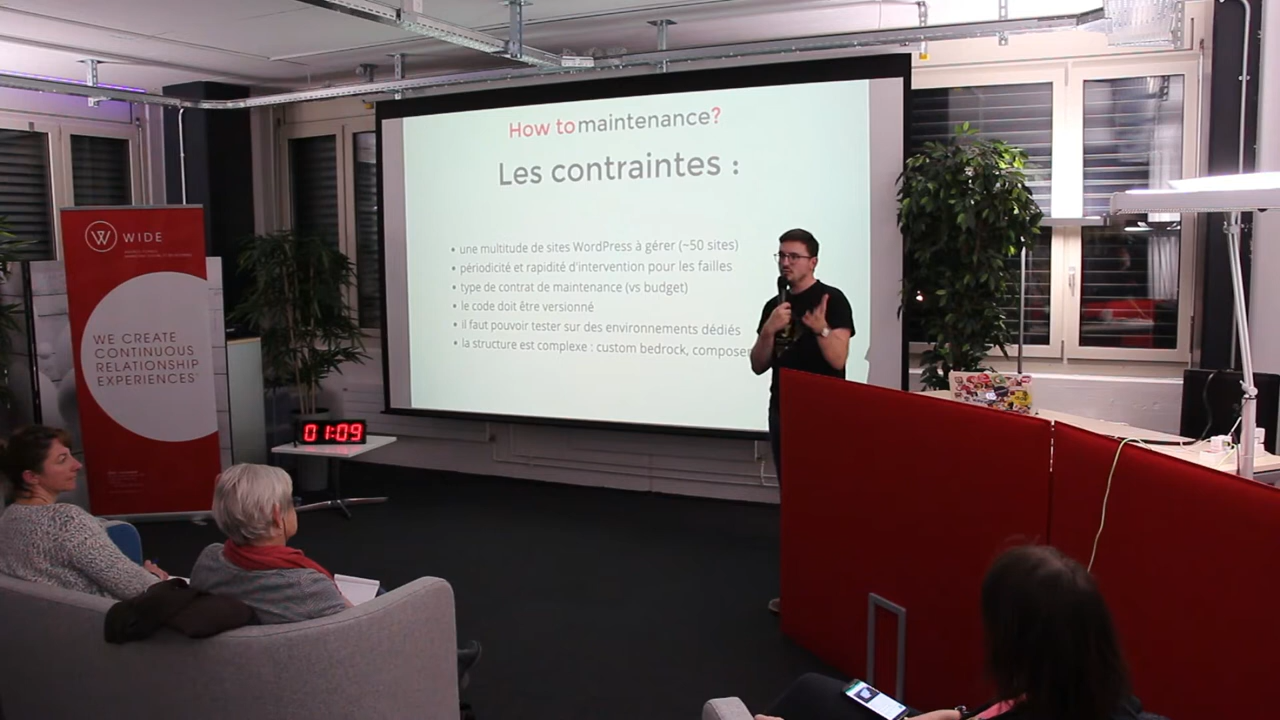 How to maintenance?
Les contraintes :
• une multitude de sites WordPress à gérer (~50 sites)
• périodicité et rapidité d'intervention pour les failles
• type de contrat de maintenance (vs budget)
• le code doit être versionné
• il faut pouvoir tester sur des environnements dédiés
• la structure est complexe : custom bedrock, composer
W WIDE
WE CREATE
CONTINUOUS
RELATIONSHIP
EXPERIENCES
01:09